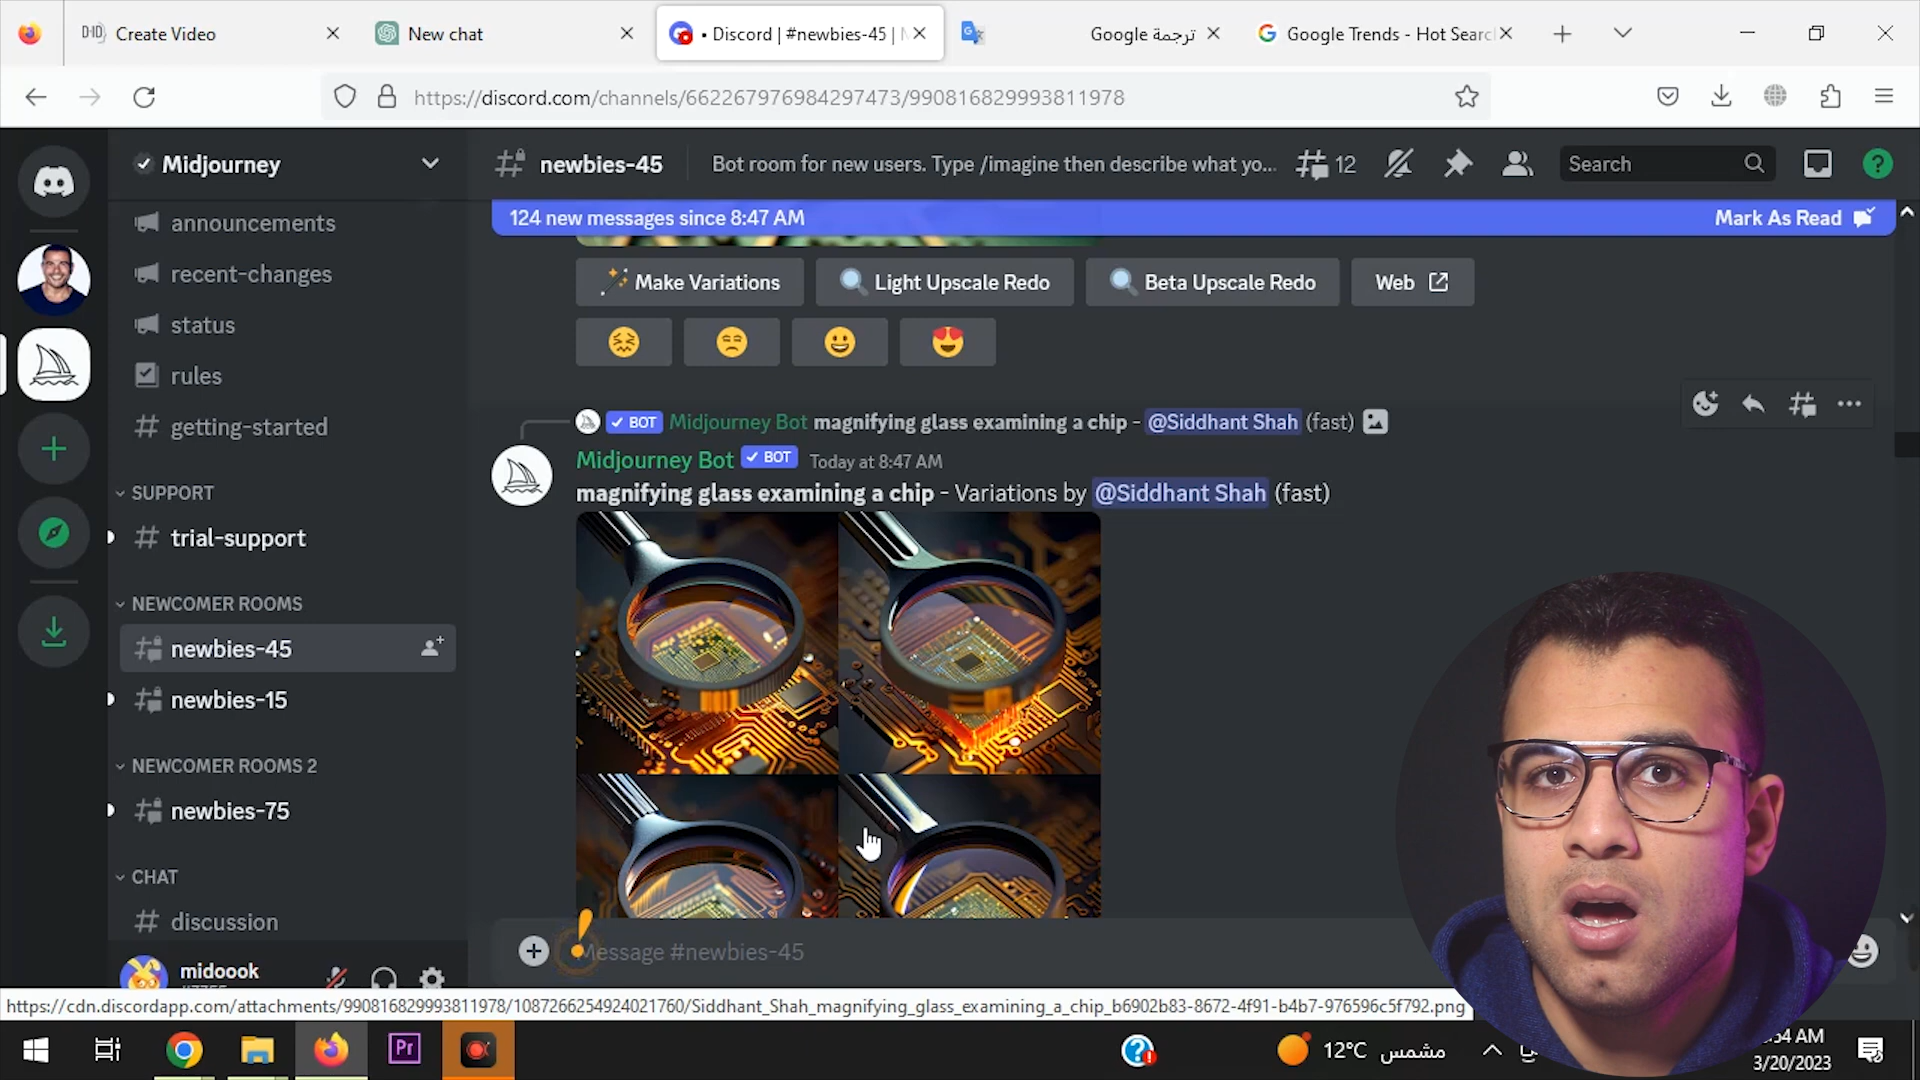 D·ID Create Video
New chat
• Discord | #newbies-45 |
ترجمة Google
Google Trends - Hot Searc
https://discord.com/channels/662267976984297473/990816829993811978
Midjourney
newbies-45
Bot room for new users. Type /imagine then describe what yo...
12
Search
124 new messages since 8:47 AM
Mark As Read
announcements
recent-changes
status
rules
getting-started
SUPPORT
trial-support
NEWCOMER ROOMS
newbies-45
newbies-15
NEWCOMER ROOMS 2
newbies-75
CHAT
discussion
midoook
Make Variations
Light Upscale Redo
Beta Upscale Redo
Web
BOT Midjourney Bot magnifying glass examining a chip - @Siddhant Shah (fast)
Midjourney Bot BOT Today at 8:47 AM
magnifying glass examining a chip - Variations by @Siddhant Shah (fast)
Message #newbies-45
https://cdn.discordapp.com/attachments/990816829993811978/1087266254924021760/Siddhant_Shah_magnifying_glass_examining_a_chip_b6902b83-8672-4f91-b4b7-976596c5f792.png
Pr
12°C مشمس
:54 AM
3/20/2023